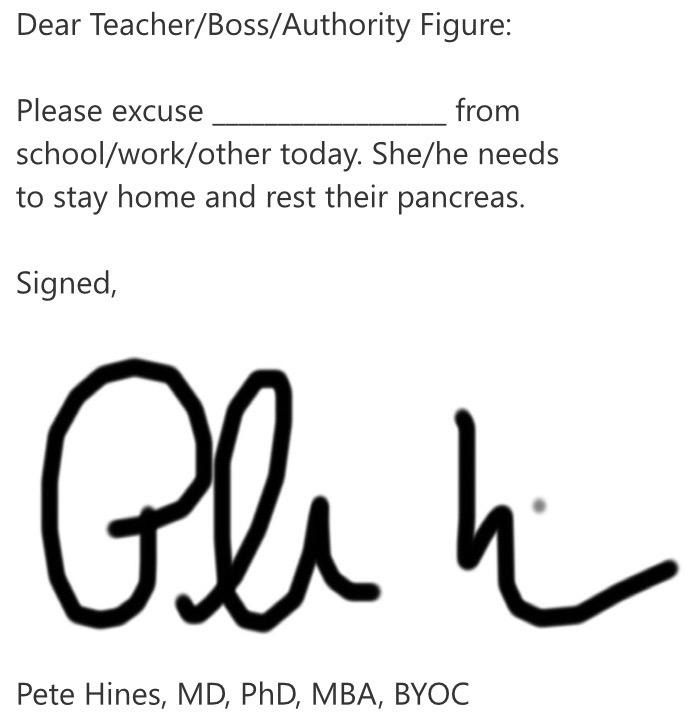 Dear Teacher/Boss/Authority Figure:
Please excuse __________________ from
school/work/other today. She/he needs
to stay home and rest their pancreas.
Signed,
Pete Hines, MD, PhD, MBA, BYOC